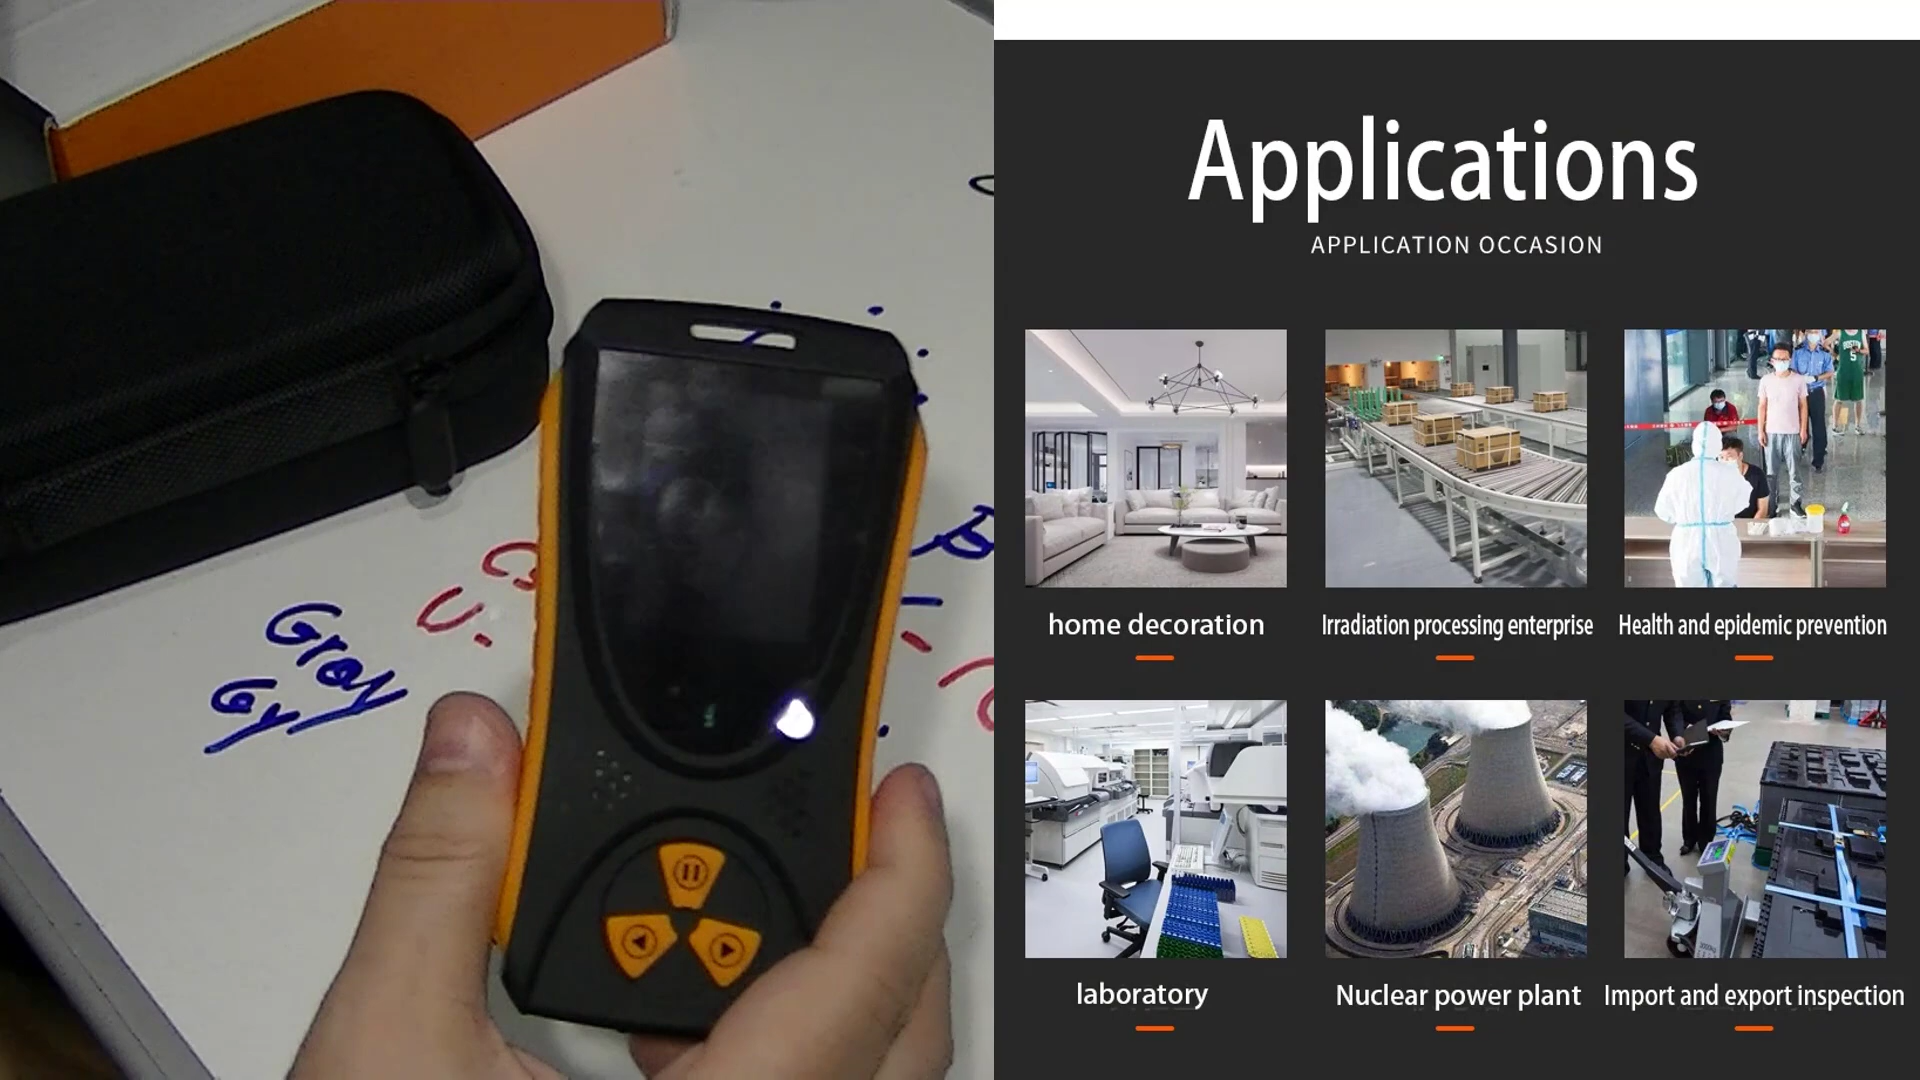 Gray
Gy
Cs
U-
β
Applications
APPLICATION OCCASION
home decoration
Irradiation processing enterprise
Health and epidemic prevention
laboratory
Nuclear power plant
Import and export inspection